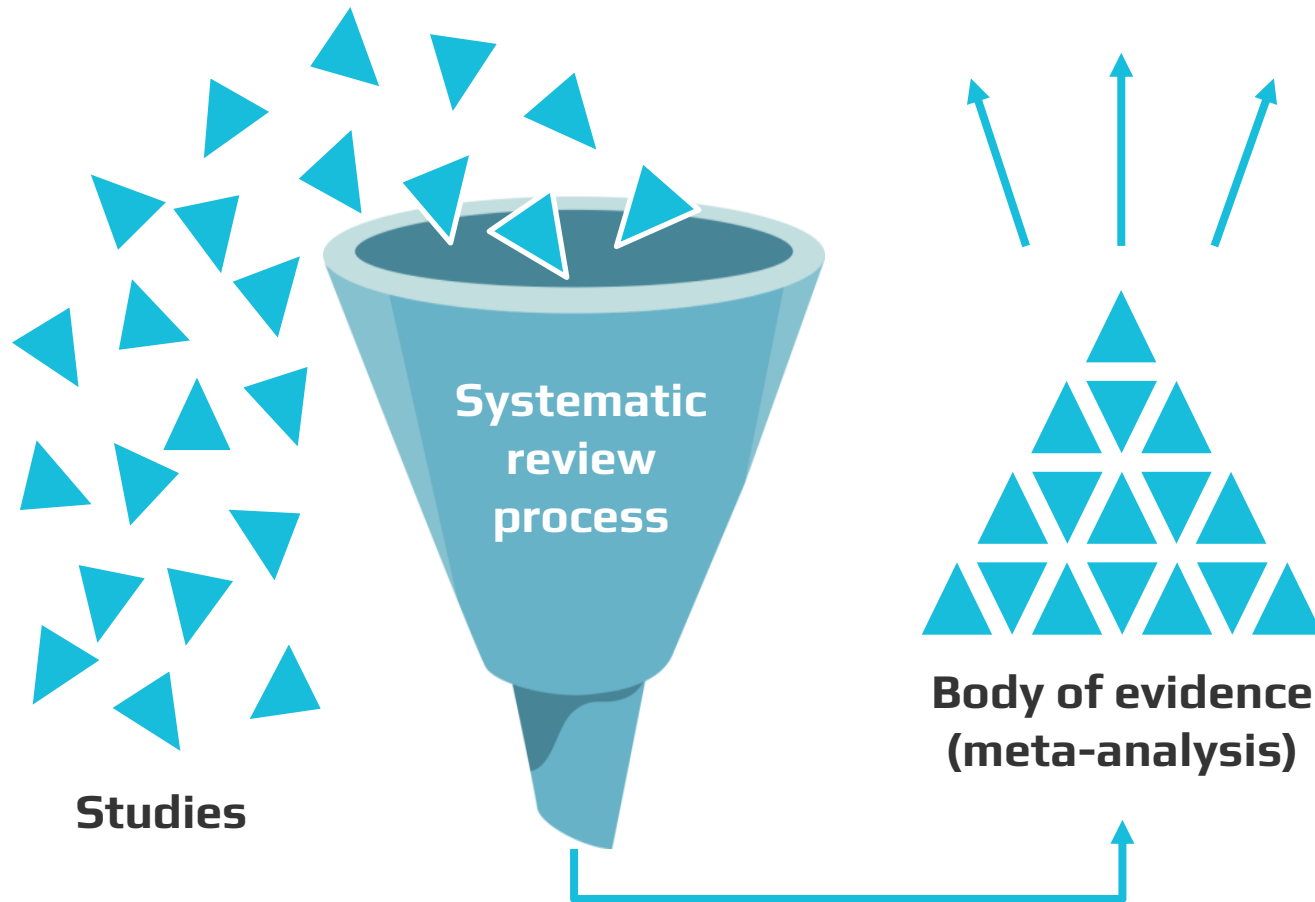 Systematic
review
process
Body of evidence
(meta-analysis)
Studies